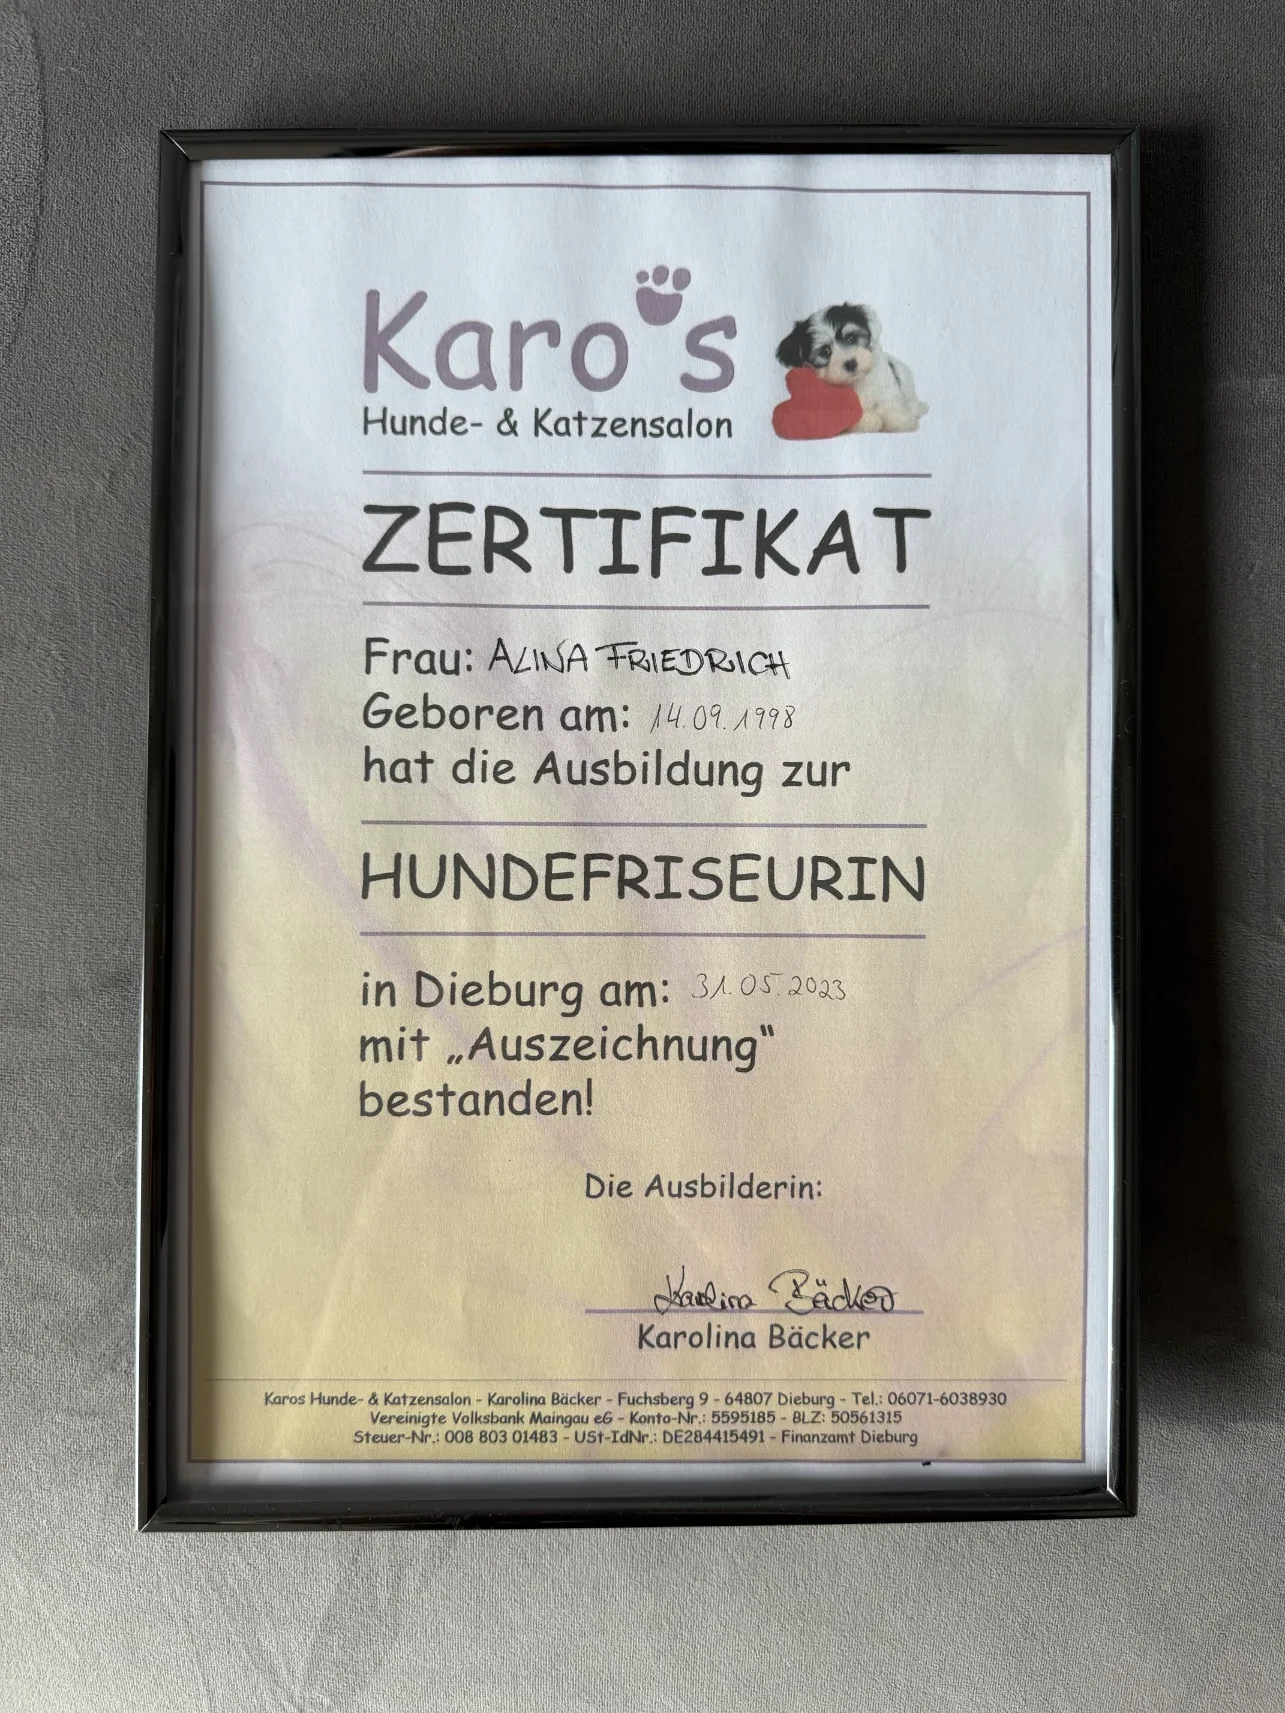 Karo's
Hunde- & Katzensalon
ZERTIFIKAT
Frau: ALINA FRIEDRICH
Geboren am: 14.09.1998
hat die Ausbildung zur
HUNDEFRISEURIN
in Dieburg am: 31.05.2023
mit „Auszeichnung“
bestanden!
Die Ausbilderin:
Karolina Bäcker
Karolina Bäcker
Karos Hunde- & Katzensalon - Karolina Bäcker - Fuchsberg 9 - 64807 Dieburg - Tel.: 06071-6038930
Vereinigte Volksbank Maingau eG - Konto-Nr.: 5595185 - BLZ: 50561315
Steuer-Nr.: 008 803 01483 - USt-IdNr.: DE284415491 - Finanzamt Dieburg